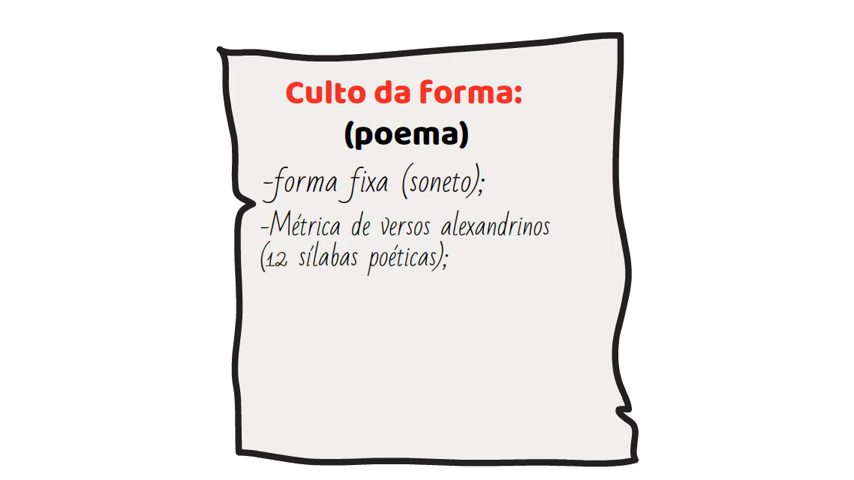 Culto da forma:
(poema)
-forma fixa (soneto);
-Métrica de versos alexandrinos
(12 sílabas poéticas);